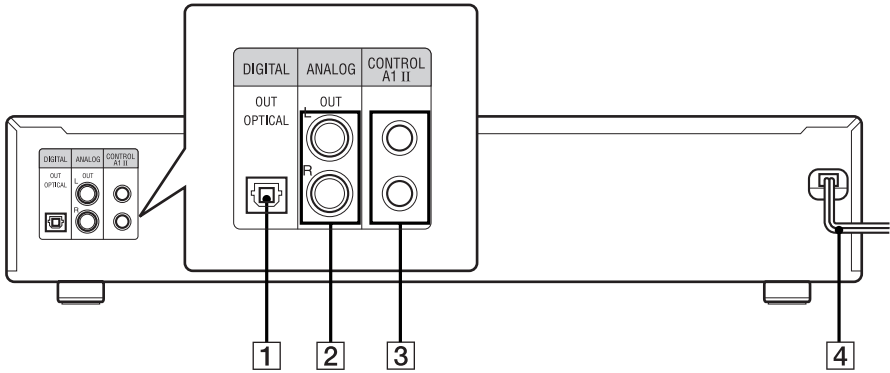 DIGITAL ANALOG CONTROL A1 II
OUT OPTICAL
OUT
L
R
DIGITAL ANALOG CONTROL A1 II
OUT OPTICAL
OUT
L
R
1 2 3 4